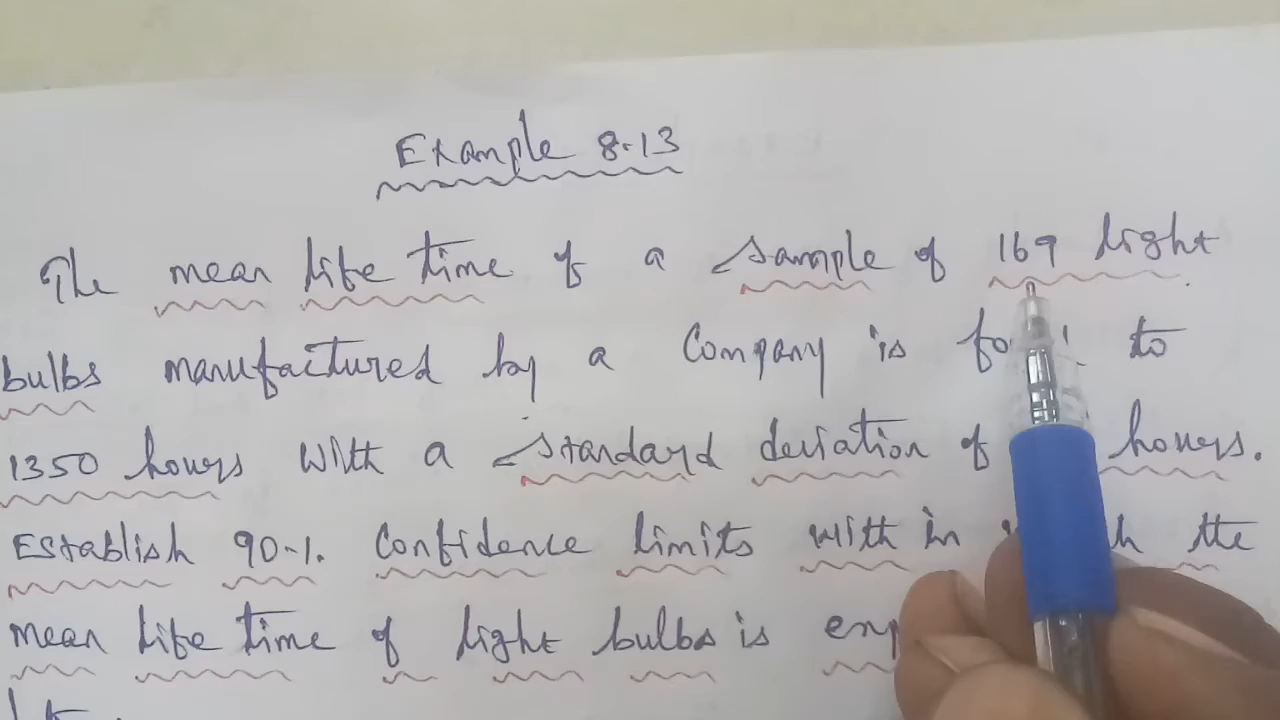 Example 8.13
The mean life time of a sample of 169 light
bulbs manufactured by a Company is to
1350 hours with a standard deviation of hours.
Establish 90%. Confidence limits with in the
mean life time of light bulbs is